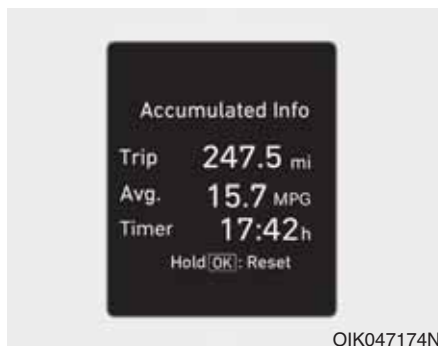 Accumulated Info
Trip 247.5 mi
Avg. 15.7 MPG
Timer 17:42h
Hold OK : Reset
OIK047174N